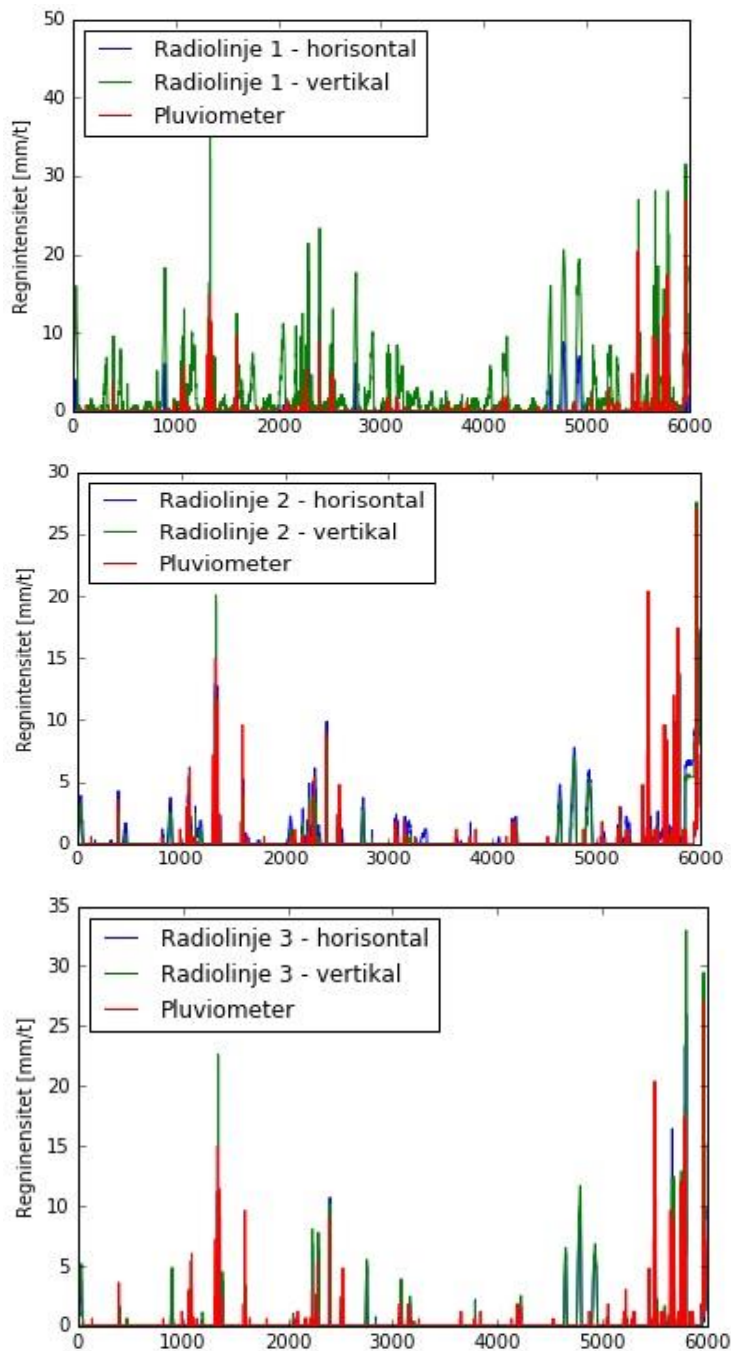 50
40
30
20
10
0
Regnintensitet [mm/t]
Radiolinje 1 - horisontal
Radiolinje 1 - vertikal
Pluviometer
0 1000 2000 3000 4000 5000 6000
30
25
20
15
10
5
0
Regnintensitet [mm/t]
Radiolinje 2 - horisontal
Radiolinje 2 - vertikal
Pluviometer
0 1000 2000 3000 4000 5000 6000
35
30
25
20
15
10
5
0
Regninensitet [mm/t]
Radiolinje 3 - horisontal
Radiolinje 3 - vertikal
Pluviometer
0 1000 2000 3000 4000 5000 6000